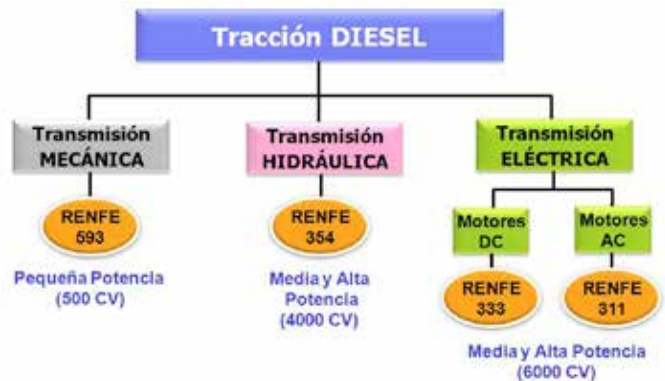 Tracción DIESEL
Transmisión
MECÁNICA
Transmisión
HIDRÁULICA
Transmisión
ELÉCTRICA
RENFE
593
RENFE
354
Motores
DC
Motores
AC
Pequeña Potencia
(500 CV)
Media y Alta
Potencia
(4000 CV)
RENFE
333
RENFE
311
Media y Alta Potencia
(6000 CV)